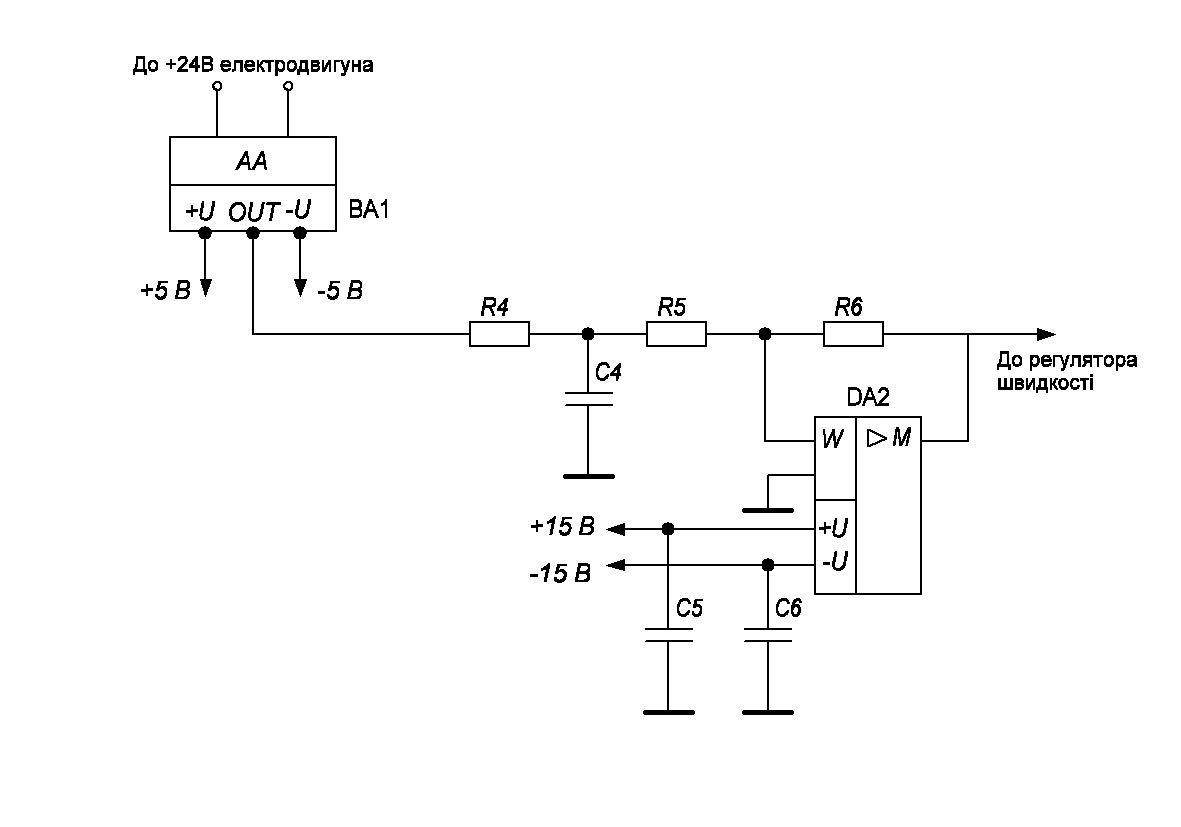 До +24В електродвигуна
AA
+U OUT -U
BA1
+5 В
-5 В
R4
R5
R6
C4
До регулятора
швидкості
DA2
W
▷ M
+15 В
+U
-15 В
-U
C5
C6